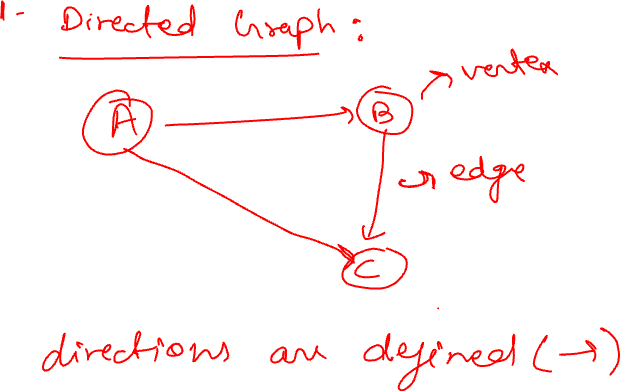 1- Directed Graph :
vertex
A
B
edge
C
directions are defined (→)